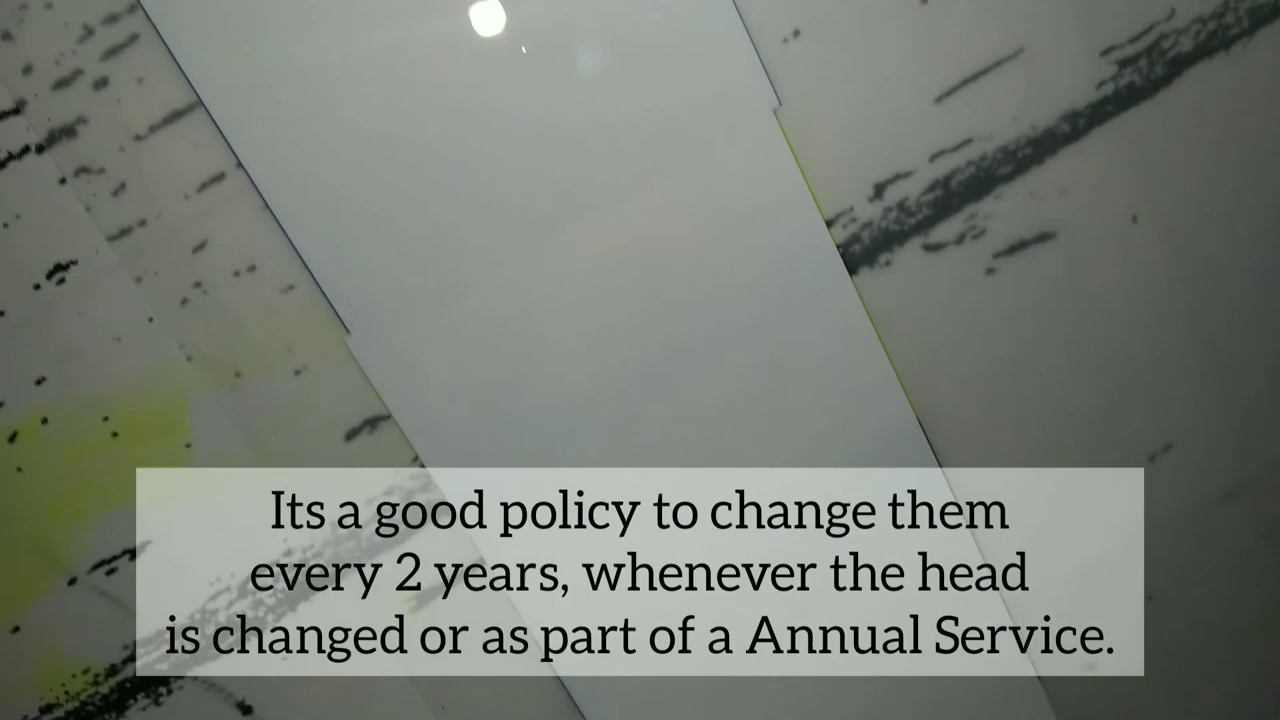 Its a good policy to change them
every 2 years, whenever the head
is changed or as part of a Annual Service.